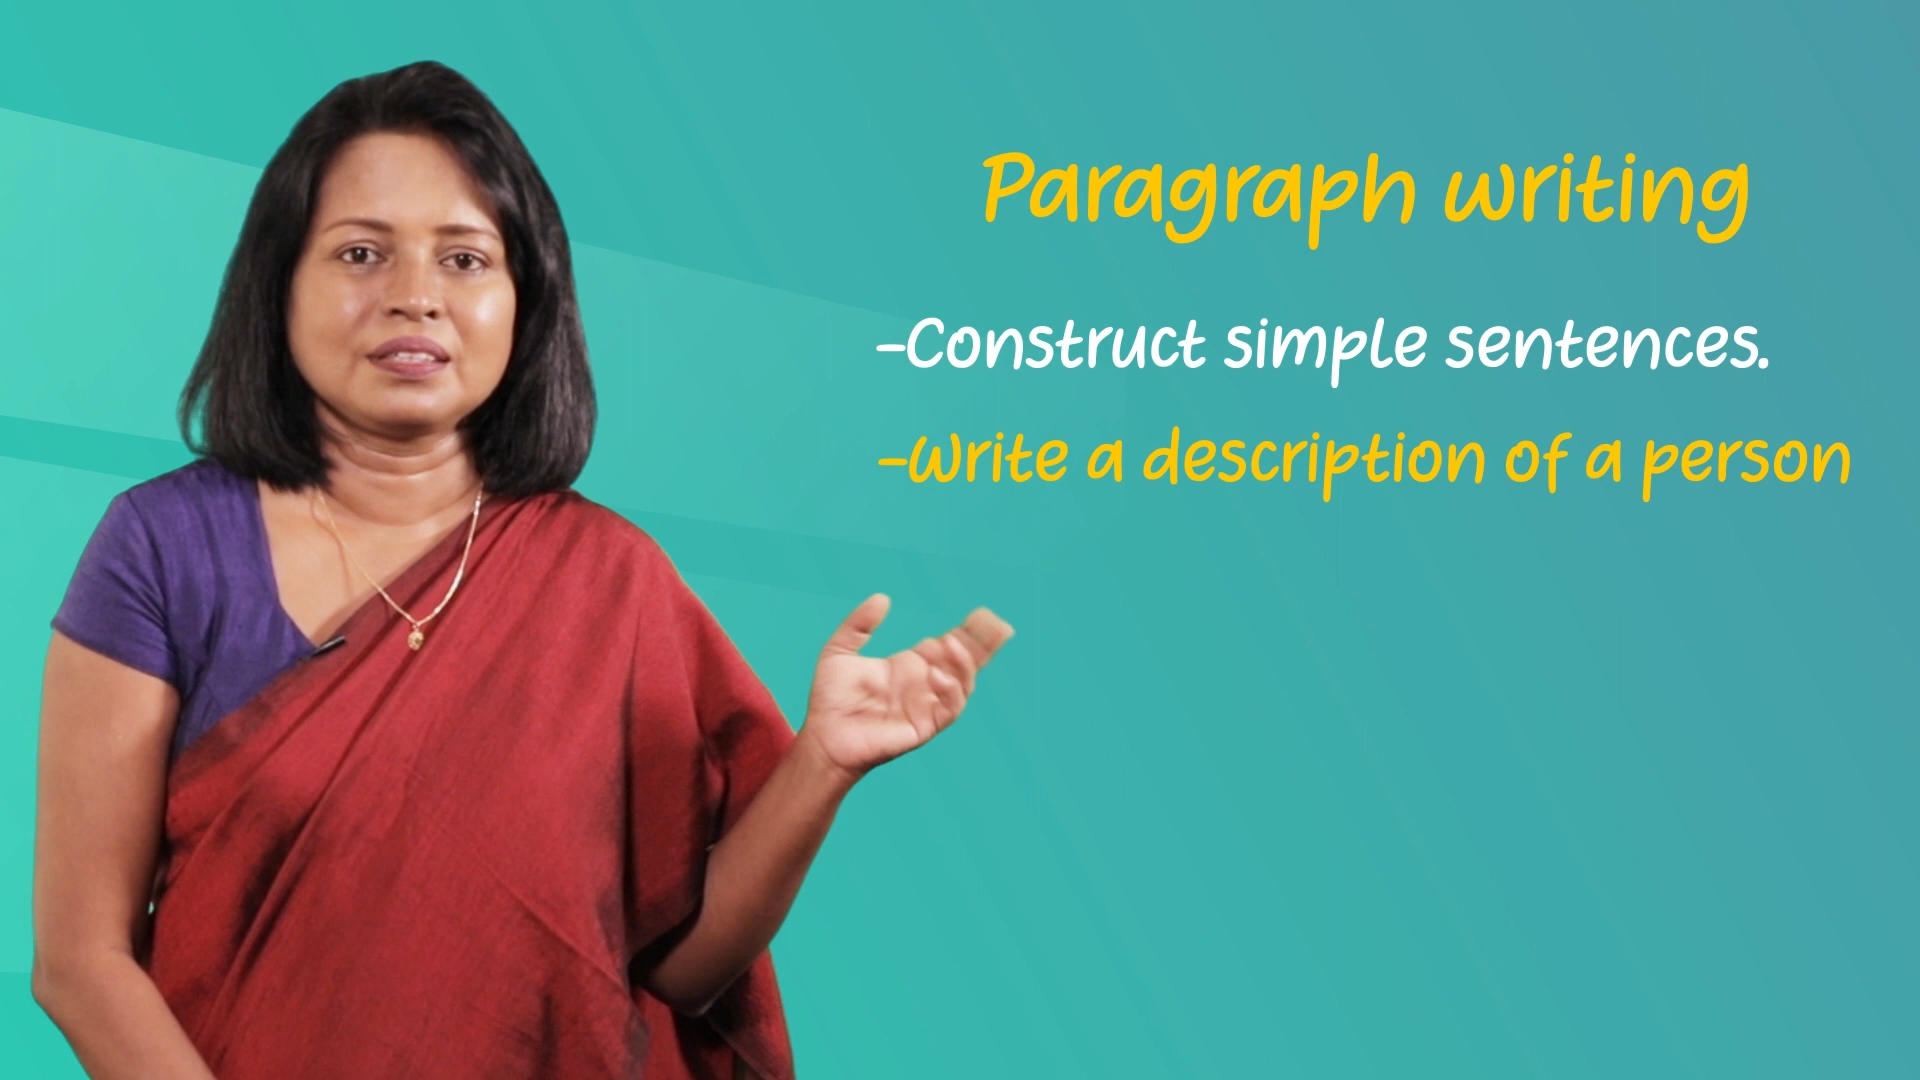 Paragraph writing
-Construct simple sentences.
-Write a description of a person